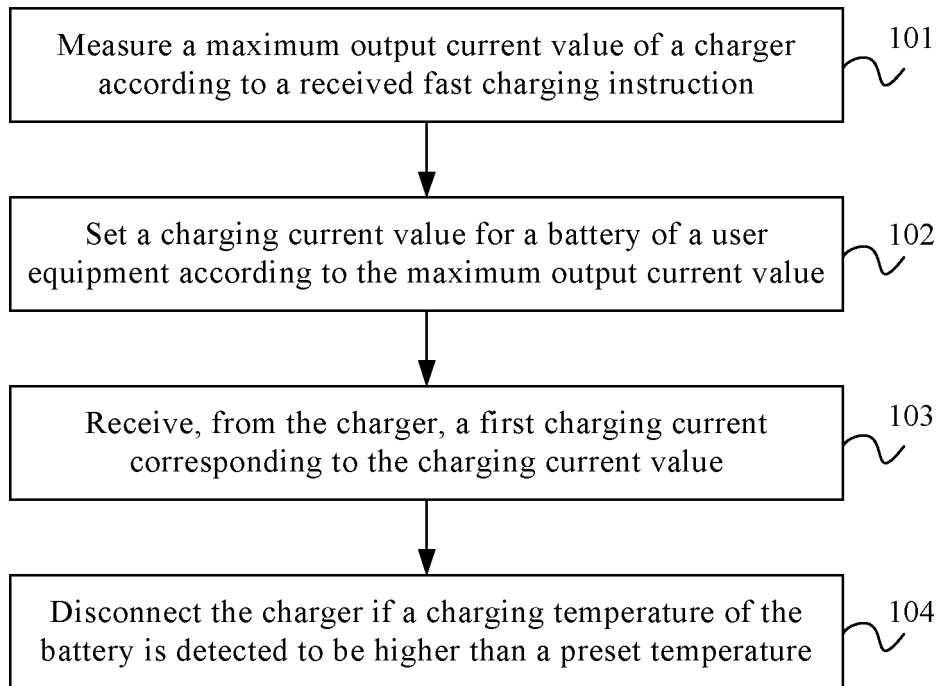 Measure a maximum output current value of a charger
according to a received fast charging instruction
101
Set a charging current value for a battery of a user
equipment according to the maximum output current value
102
Receive, from the charger, a first charging current
corresponding to the charging current value
103
Disconnect the charger if a charging temperature of the
battery is detected to be higher than a preset temperature
104